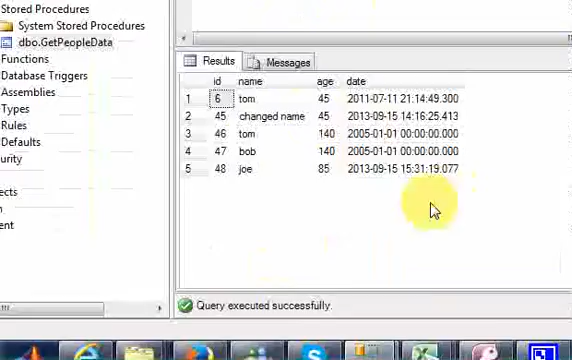 Stored Procedures
System Stored Procedures
dbo.GetPeopleData
Functions
Database Triggers
Assemblies
Types
Rules
Defaults
urity
ects
ent
Results Messages
id name age date
1 6 tom 45 2011-07-11 21:14:49.300
2 45 changed name 45 2013-09-15 14:16:25.413
3 46 tom 140 2005-01-01 00:00:00.000
4 47 bob 140 2005-01-01 00:00:00.000
5 48 joe 85 2013-09-15 15:31:19.077
Query executed successfully.